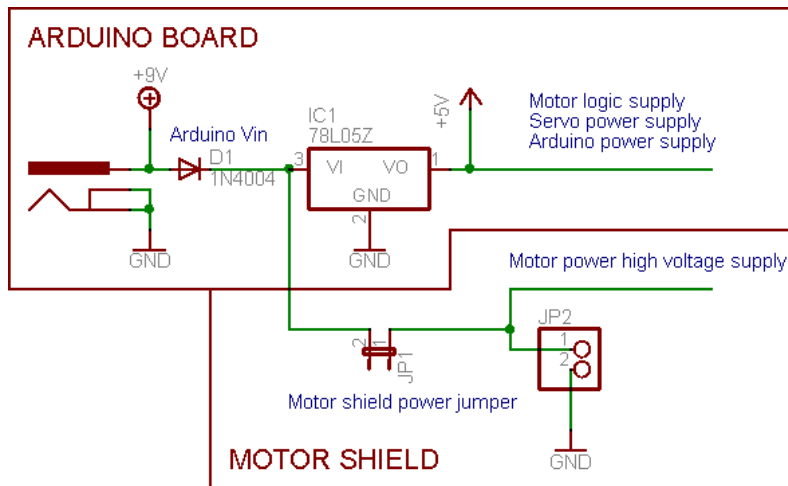 ARDUINO BOARD
+9V
Arduino Vin
D1
1N4004
IC1
78L05Z
3
VI
VO
1
GND
2
GND
GND
+5V
Motor logic supply
Servo power supply
Arduino power supply
Motor power high voltage supply
JP2
1
2
2
1
JP1
Motor shield power jumper
GND
MOTOR SHIELD